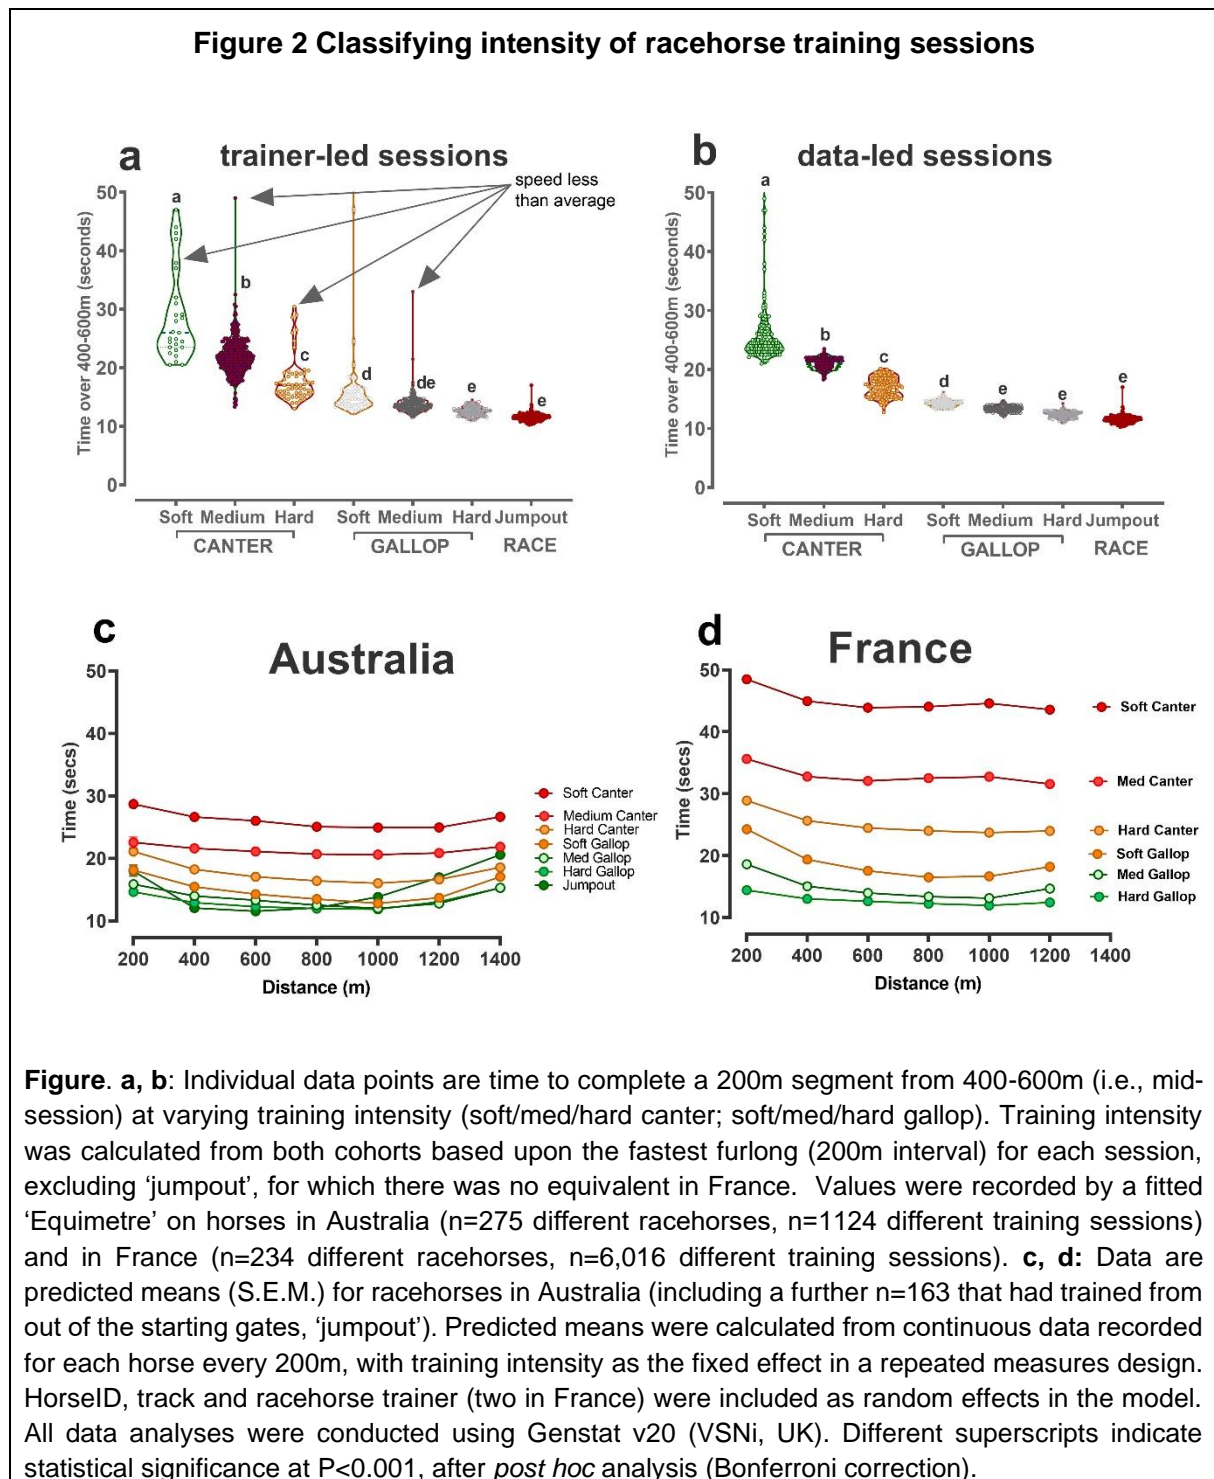 Figure 2 Classifying intensity of racehorse training sessions
a
trainer-led sessions
speed less
than average
Time over 400-600m (seconds)
50
40
30
20
10
0
a
b
c
d
de
e
e
Soft Medium Hard Soft Medium Hard Jumpout
CANTER GALLOP RACE
b
data-led sessions
Time over 400-600m (seconds)
50
40
30
20
10
0
a
b
c
d
e
e
e
Soft Medium Hard Soft Medium Hard Jumpout
CANTER GALLOP RACE
c
Australia
Time (secs)
50
40
30
20
10
200 400 600 800 1000 1200 1400
Distance (m)
Soft Canter
Medium Canter
Hard Canter
Soft Gallop
Med Gallop
Hard Gallop
Jumpout
d
France
Time (secs)
50
40
30
20
10
200 400 600 800 1000 1200 1400
Distance (m)
Soft Canter
Med Canter
Hard Canter
Soft Gallop
Med Gallop
Hard Gallop
Figure. a, b: Individual data points are time to complete a 200m segment from 400-600m (i.e., mid-
session) at varying training intensity (soft/med/hard canter; soft/med/hard gallop). Training intensity
was calculated from both cohorts based upon the fastest furlong (200m interval) for each session,
excluding ‘jumpout’, for which there was no equivalent in France. Values were recorded by a fitted
‘Equimetre’ on horses in Australia (n=275 different racehorses, n=1124 different training sessions)
and in France (n=234 different racehorses, n=6,016 different training sessions). c, d: Data are
predicted means (S.E.M.) for racehorses in Australia (including a further n=163 that had trained from
out of the starting gates, ‘jumpout’). Predicted means were calculated from continuous data recorded
for each horse every 200m, with training intensity as the fixed effect in a repeated measures design.
HorseID, track and racehorse trainer (two in France) were included as random effects in the model.
All data analyses were conducted using Genstat v20 (VSNi, UK). Different superscripts indicate
statistical significance at P<0.001, after post hoc analysis (Bonferroni correction).